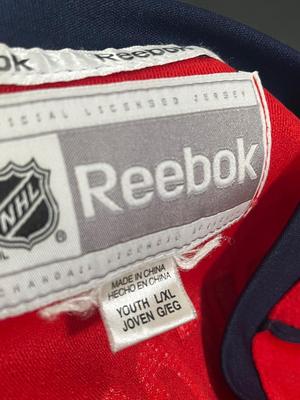 Reebok
OFFICIAL LICENSED JERSEY
NHL
Reebok
®
MADE IN CHINA
HECHO EN CHINA
YOUTH L/XL
JOVEN G/EG